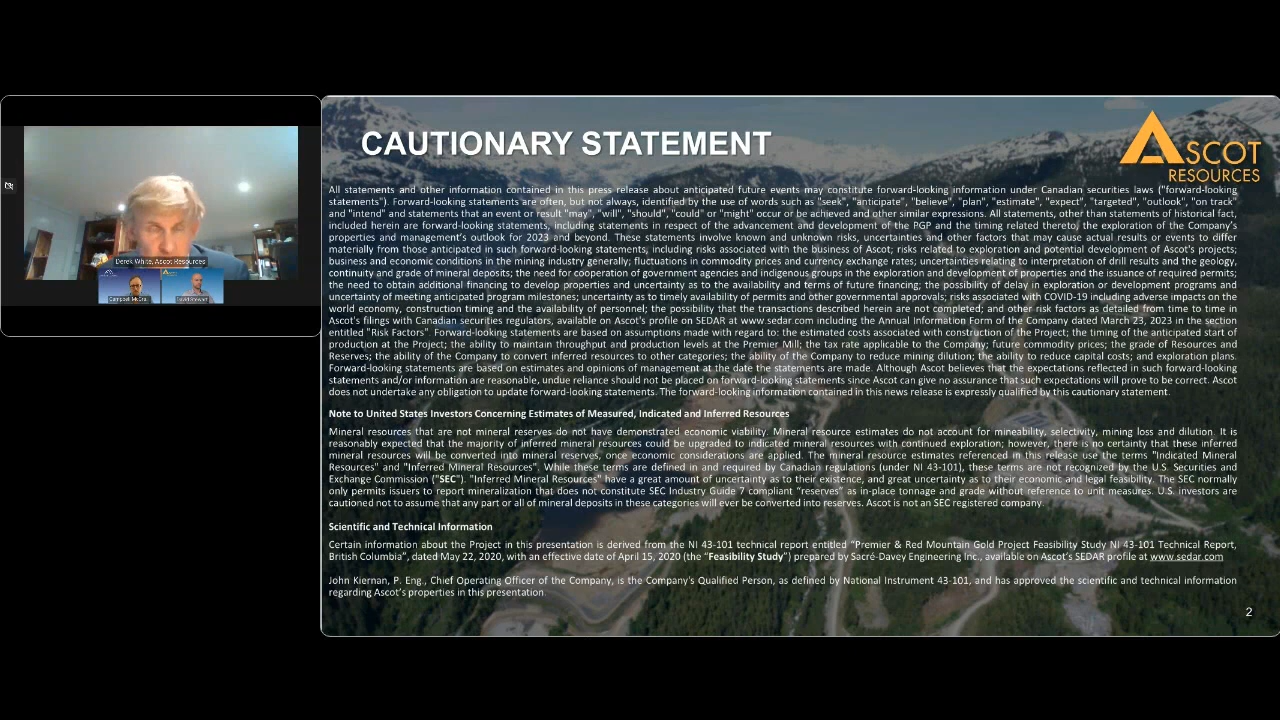 CAUTIONARY STATEMENT
ASCOT
RESOURCES
All statements and other information contained in this press release about anticipated future events may constitute forward-looking information under Canadian securities laws ("forward-looking
statements"). Forward-looking statements are often, but not always, identified by the use of words such as "seek", "anticipate", "believe", "plan", "estimate", "expect", "targeted", "outlook", "on track"
and "intend" and statements that an event or result "may", "will", "should", "could" or "might" occur or be achieved and other similar expressions. All statements, other than statements of historical fact,
included herein are forward-looking statements, including statements in respect of the advancement and development of the PGP and the timing related thereto, the exploration of the Company's
properties and management's outlook for 2023 and beyond. These statements involve known and unknown risks, uncertainties and other factors that may cause actual results or events to differ
materially from those anticipated in such forward-looking statements, including risks associated with the business of Ascot; risks related to exploration and potential development of Ascot's projects;
business and economic conditions in the mining industry generally; fluctuations in commodity prices and currency exchange rates; uncertainties relating to interpretation of drill results and the geology,
continuity and grade of mineral deposits; the need for cooperation of government agencies and indigenous groups in the exploration and development of properties and the issuance of required permits;
the need to obtain additional financing to develop properties and uncertainty as to the availability and terms of future financing; the possibility of delay in exploration or development programs and
uncertainty of meeting anticipated program milestones; uncertainty as to timely availability of permits and other governmental approvals; risks associated with COVID-19 including adverse impacts on the
world economy, construction timing and the availability of personnel; the possibility that the transactions described herein are not completed; and other risk factors as detailed from time to time in
Ascot's filings with Canadian securities regulators, available on Ascot's profile on SEDAR at www.sedar.com including the Annual Information Form of the Company dated March 23, 2023 in the section
entitled "Risk Factors". Forward-looking statements are based on assumptions made with regard to: the estimated costs associated with construction of the Project; the timing of the anticipated start of
production at the Project; the ability to maintain throughput and production levels at the Premier Mill; the tax rate applicable to the Company; future commodity prices; the grade of Resources and
Reserves; the ability of the Company to convert inferred resources to other categories; the ability of the Company to reduce mining dilution; the ability to reduce capital costs; and exploration plans.
Forward-looking statements are based on estimates and opinions of management at the date the statements are made. Although Ascot believes that the expectations reflected in such forward-looking
statements and/or information are reasonable, undue reliance should not be placed on forward-looking statements since Ascot can give no assurance that such expectations will prove to be correct. Ascot
does not undertake any obligation to update forward-looking statements. The forward-looking information contained in this news release is expressly qualified by this cautionary statement.
Note to United States Investors Concerning Estimates of Measured, Indicated and Inferred Resources
Mineral resources that are not mineral reserves do not have demonstrated economic viability. Mineral resource estimates do not account for mineability, selectivity, mining loss and dilution. It is
reasonably expected that the majority of inferred mineral resources could be upgraded to indicated mineral resources with continued exploration; however, there is no certainty that these inferred
mineral resources will be converted into mineral reserves, once economic considerations are applied. The mineral resource estimates referenced in this release use the terms "Indicated Mineral
Resources" and "Inferred Mineral Resources". While these terms are defined in and required by Canadian regulations (under NI 43-101), these terms are not recognized by the U.S. Securities and
Exchange Commission ("SEC"). "Inferred Mineral Resources" have a great amount of uncertainty as to their existence, and great uncertainty as to their economic and legal feasibility. The SEC normally
only permits issuers to report mineralization that does not constitute SEC Industry Guide 7 compliant "reserves" as in-place tonnage and grade without reference to unit measures. U.S. investors are
cautioned not to assume that any part or all of mineral deposits in these categories will ever be converted into reserves. Ascot is not an SEC registered company.
Scientific and Technical Information
Certain information about the Project in this presentation is derived from the NI 43-101 technical report entitled "Premier & Red Mountain Gold Project Feasibility Study NI 43-101 Technical Report,
British Columbia", dated May 22, 2020, with an effective date of April 15, 2020 (the "Feasibility Study") prepared by Sacré-Davey Engineering Inc., available on Ascot's SEDAR profile at www.sedar.com
John Kiernan, P. Eng., Chief Operating Officer of the Company, is the Company's Qualified Person, as defined by National Instrument 43-101, and has approved the scientific and technical information
regarding Ascot's properties in this presentation
2
Derek White, Ascot Resources
Campbell McGra..
David Stewart